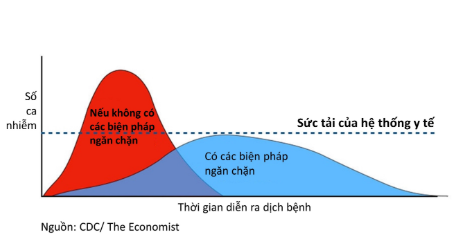 Số
ca
nhiễm
Nếu không có
các biện pháp
ngăn chặn
Sức tải của hệ thống y tế
Có các biện pháp
ngăn chặn
Thời gian diễn ra dịch bệnh
Nguồn: CDC/ The Economist